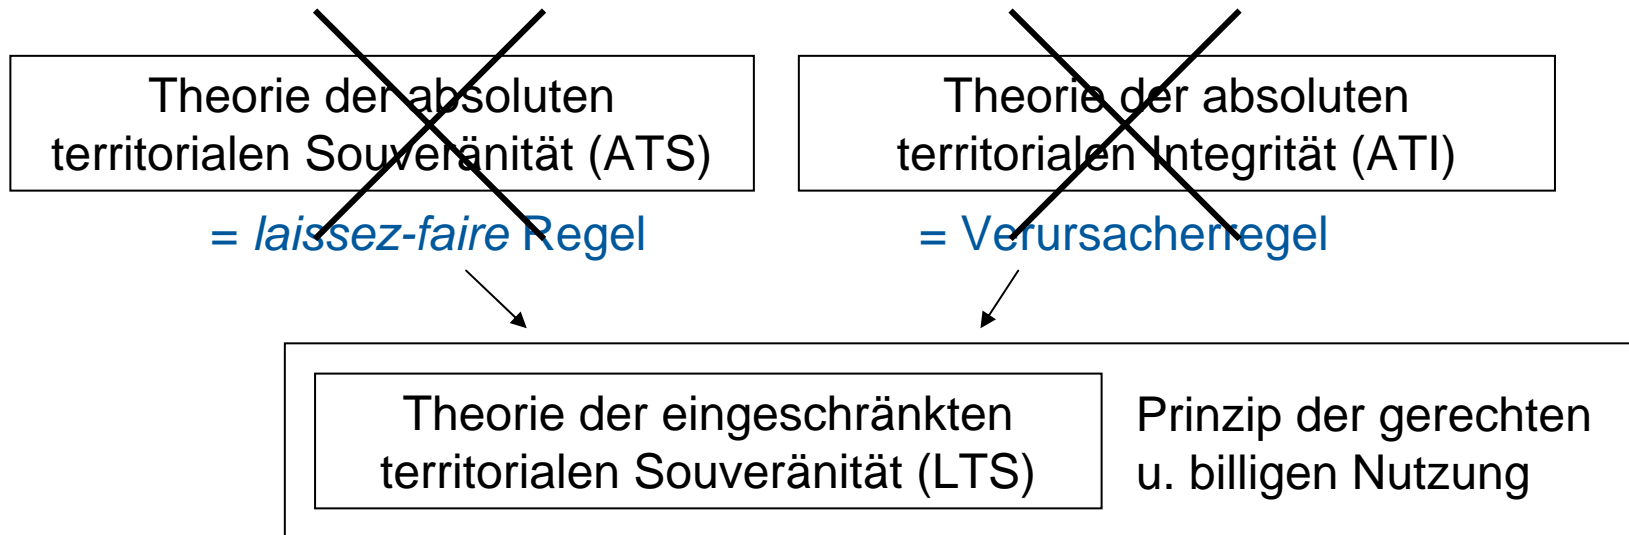 Theorie der absoluten
territorialen Souveränität (ATS)
= laissez-faire Regel
Theorie der absoluten
territorialen Integrität (ATI)
= Verursacherregel
Theorie der eingeschränkten
territorialen Souveränität (LTS)
Prinzip der gerechten
u. billigen Nutzung